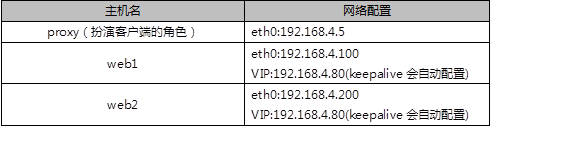 主机名 网络配置
proxy（扮演客户端的角色） eth0:192.168.4.5
web1
eth0:192.168.4.100
VIP:192.168.4.80(keepalive 会自动配置)
web2
eth0:192.168.4.200
VIP:192.168.4.80(keepalive 会自动配置)